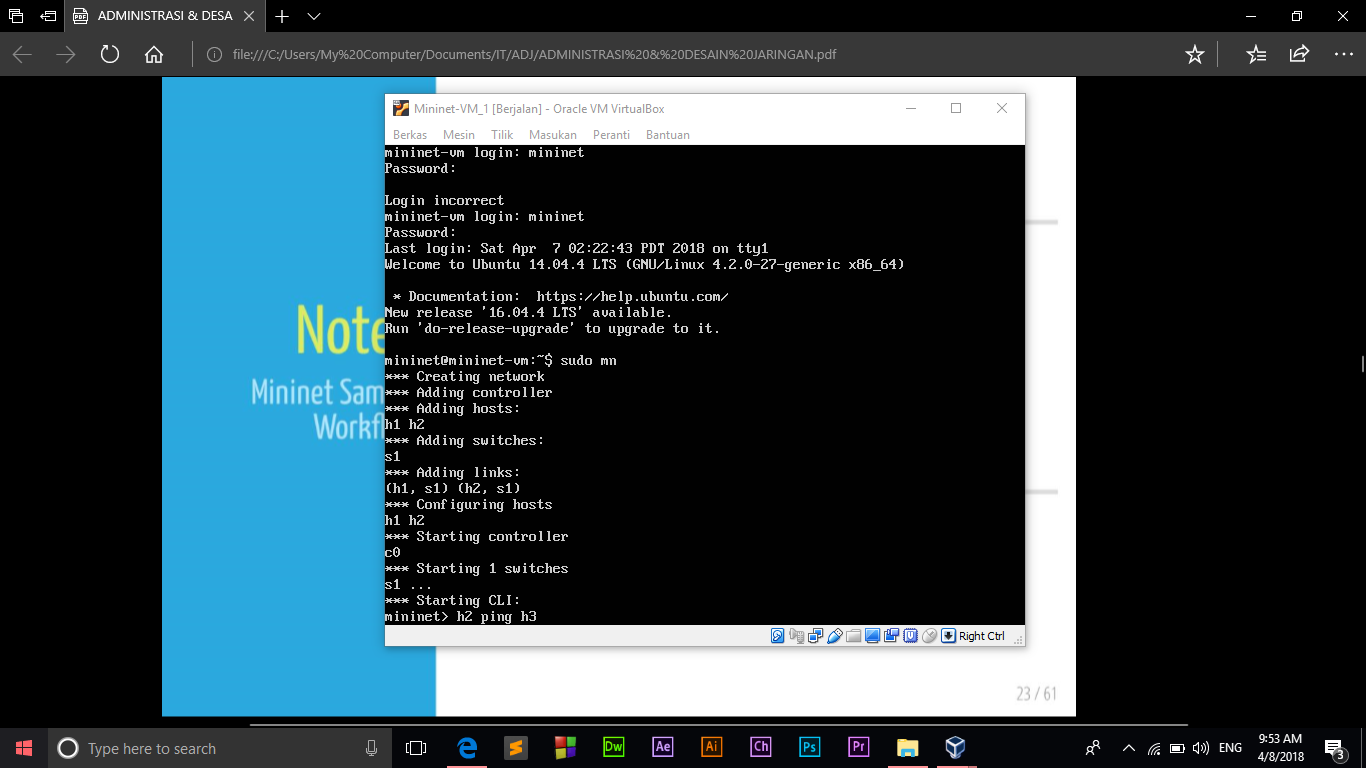 ADMINISTRASI & DESA
file:///C:/Users/My%20Computer/Documents/IT/ADJ/ADMINISTRASI%20&%20DESAIN%20JARINGAN.pdf
Mininet-VM_1 [Berjalan] - Oracle VM VirtualBox
Berkas Mesin Tilik Masukan Peranti Bantuan
mininet-vm login: mininet
Password:
Login incorrect
mininet-vm login: mininet
Password:
Last login: Sat Apr  7 02:22:43 PDT 2018 on tty1
Welcome to Ubuntu 14.04.4 LTS (GNU/Linux 4.2.0-27-generic x86_64)
 * Documentation:  https://help.ubuntu.com/
New release '16.04.4 LTS' available.
Run 'do-release-upgrade' to upgrade to it.
mininet@mininet-vm:~$ sudo mn
*** Creating network
*** Adding controller
*** Adding hosts:
h1 h2
*** Adding switches:
s1
*** Adding links:
(h1, s1) (h2, s1)
*** Configuring hosts
h1 h2
*** Starting controller
c0
*** Starting 1 switches
s1 ...
*** Starting CLI:
mininet> h2 ping h3
Right Ctrl
Note
Mininet Sam
Workf
23 / 61
Type here to search
Dw Ae Ai Ch Ps Pr
ENG
9:53 AM
4/8/2018
3